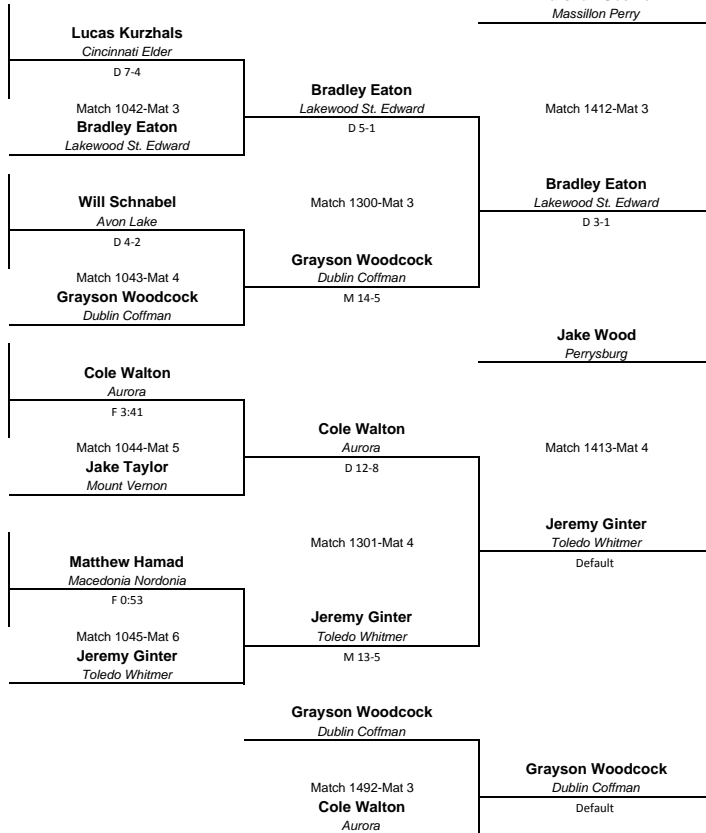 Massillon Perry
Lucas Kurzhals
Cincinnati Elder
D 7-4
Match 1042-Mat 3
Bradley Eaton
Lakewood St. Edward
Bradley Eaton
Lakewood St. Edward
D 5-1
Match 1412-Mat 3
Will Schnabel
Avon Lake
D 4-2
Match 1043-Mat 4
Grayson Woodcock
Dublin Coffman
Match 1300-Mat 3
Grayson Woodcock
Dublin Coffman
M 14-5
Bradley Eaton
Lakewood St. Edward
D 3-1
Jake Wood
Perrysburg
Cole Walton
Aurora
F 3:41
Match 1044-Mat 5
Jake Taylor
Mount Vernon
Cole Walton
Aurora
D 12-8
Match 1413-Mat 4
Matthew Hamad
Macedonia Nordonia
F 0:53
Match 1045-Mat 6
Jeremy Ginter
Toledo Whitmer
Match 1301-Mat 4
Jeremy Ginter
Toledo Whitmer
M 13-5
Jeremy Ginter
Toledo Whitmer
Default
Grayson Woodcock
Dublin Coffman
Match 1492-Mat 3
Cole Walton
Aurora
Grayson Woodcock
Dublin Coffman
Default